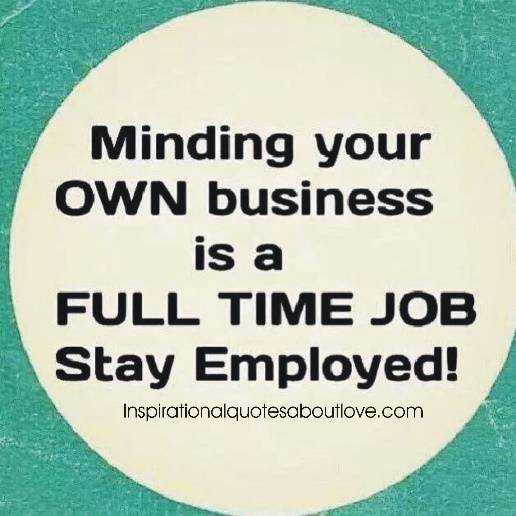 Minding your
OWN business
is a
FULL TIME JOB
Stay Employed!
Inspirationalquotesaboutlove.com